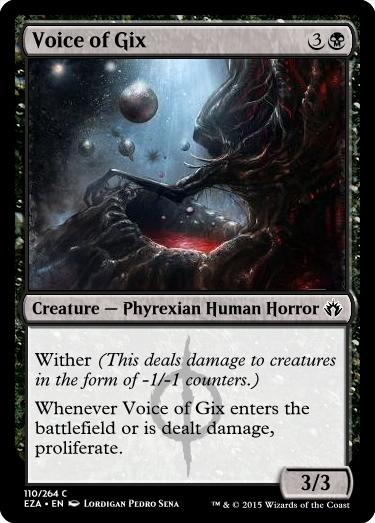 Voice of Gix 3
Creature — Phyrexian Human Horror
Wither (This deals damage to creatures
in the form of -1/-1 counters.)
Whenever Voice of Gix enters the
battlefield or is dealt damage,
proliferate.
3/3
110/264 C
EZA • EN Lordigan Pedro Sena
™ & © 2015 Wizards of the Coast